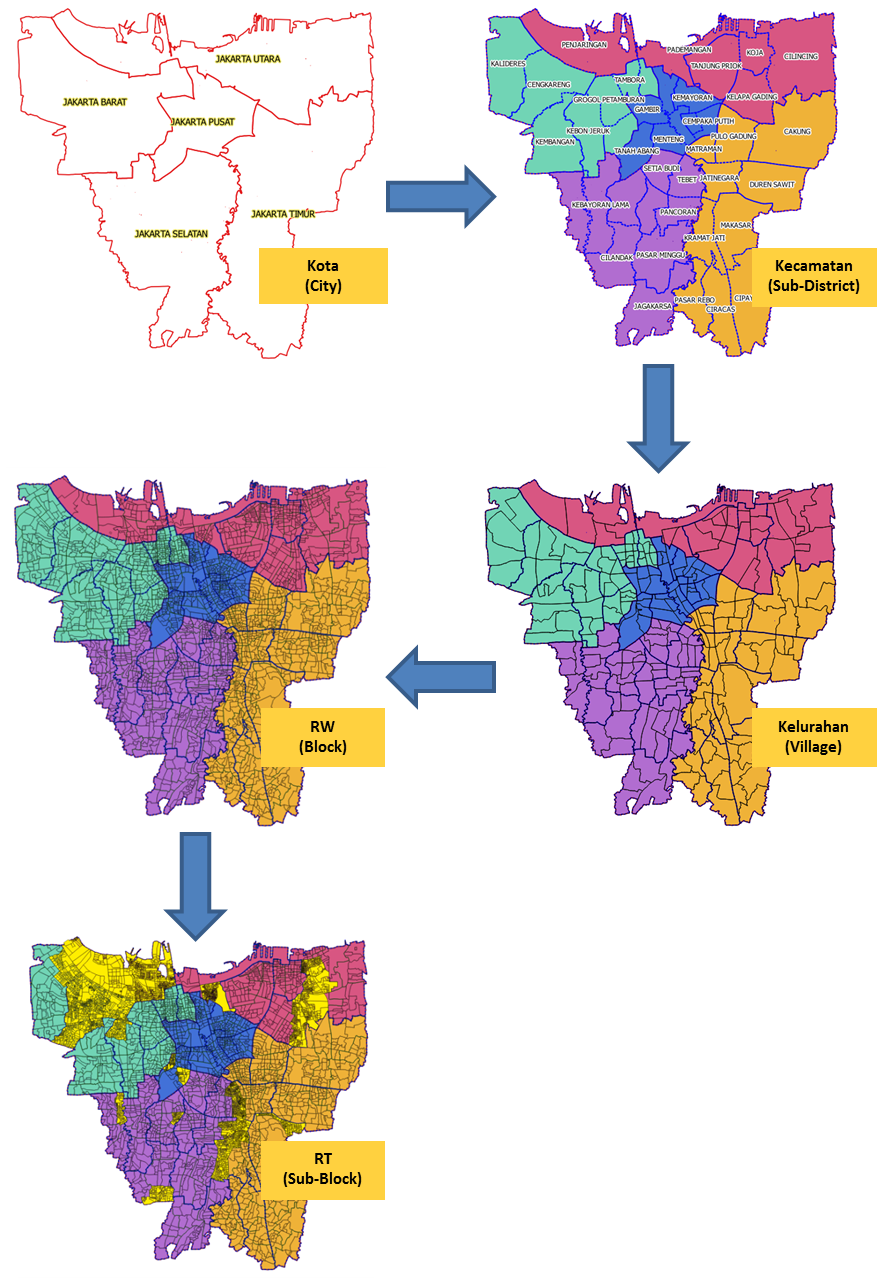 JAKARTA UTARA
JAKARTA BARAT
JAKARTA PUSAT
JAKARTA TIMUR
JAKARTA SELATAN
Kota
(City)
PENJARINGAN
PADEMANGAN
KOJA
CILINCING
KALIDERES
TANJUNG PRIOK
CENGKARENG
TAMBORA
GROGOL PETAMBURAN
KEMAYORAN
KELAPA GADING
GAMBIR
CEMPAKA PUTIH
KEBON JERUK
PULO GADUNG
CAKUNG
KEMBANGAN
MENTENG
TANAH ABANG
MATRAMAN
SETIA BUDI
TEBET
JATINEGARA
DUREN SAWIT
KEBAYORAN LAMA
PANCORAN
MAKASAR
KRAMAT JATI
CILANDAK
PASAR MINGGU
JAGAKARSA
PASAR REBO
CIRACAS
CIPAY
Kecamatan
(Sub-District)
RW
(Block)
Kelurahan
(Village)
RT
(Sub-Block)